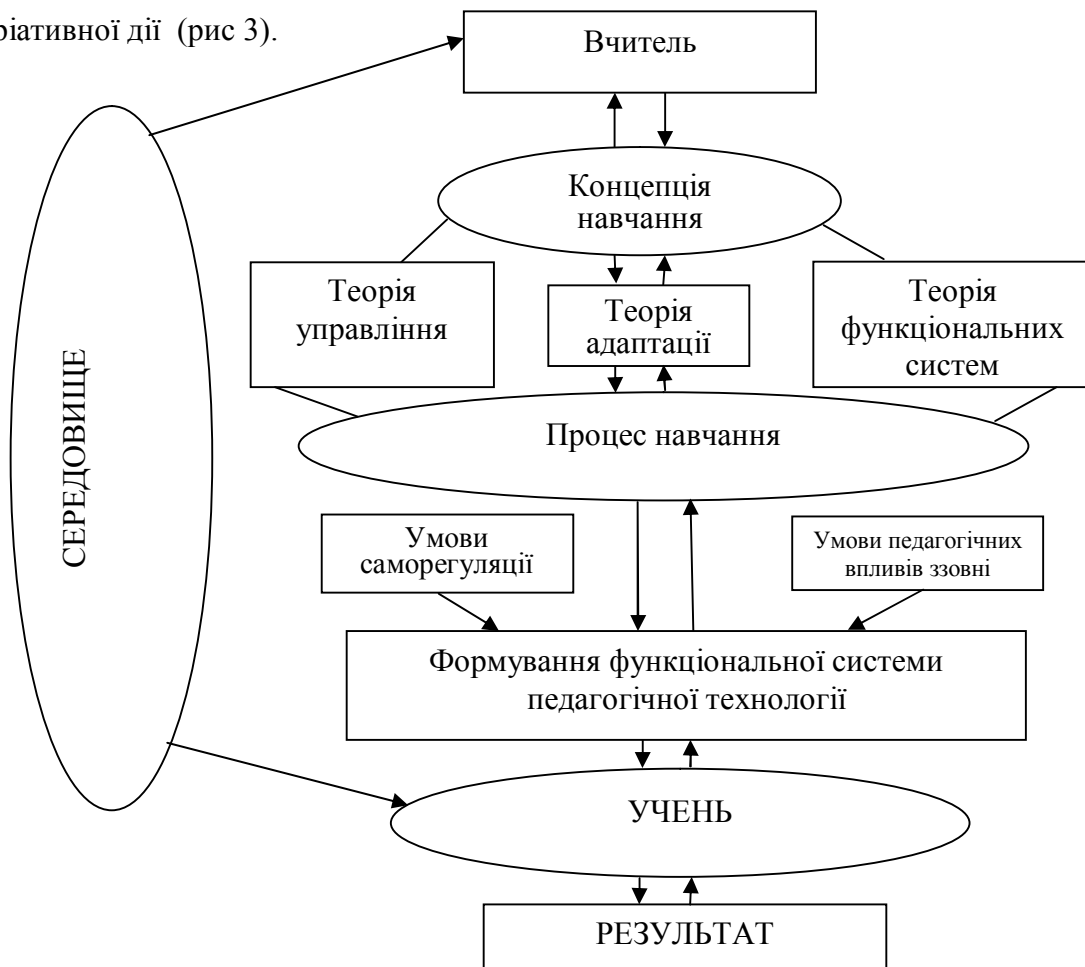 ріативної дії (рис 3).
Вчитель
Концепція
навчання
Теорія
управління
Теорія
адаптації
Теорія
функціональних
систем
СЕРЕДОВИЩЕ
Процес навчання
Умови
саморегуляції
Умови педагогічних
впливів ззовні
Формування функціональної системи
педагогічної технології
УЧЕНЬ
РЕЗУЛЬТАТ